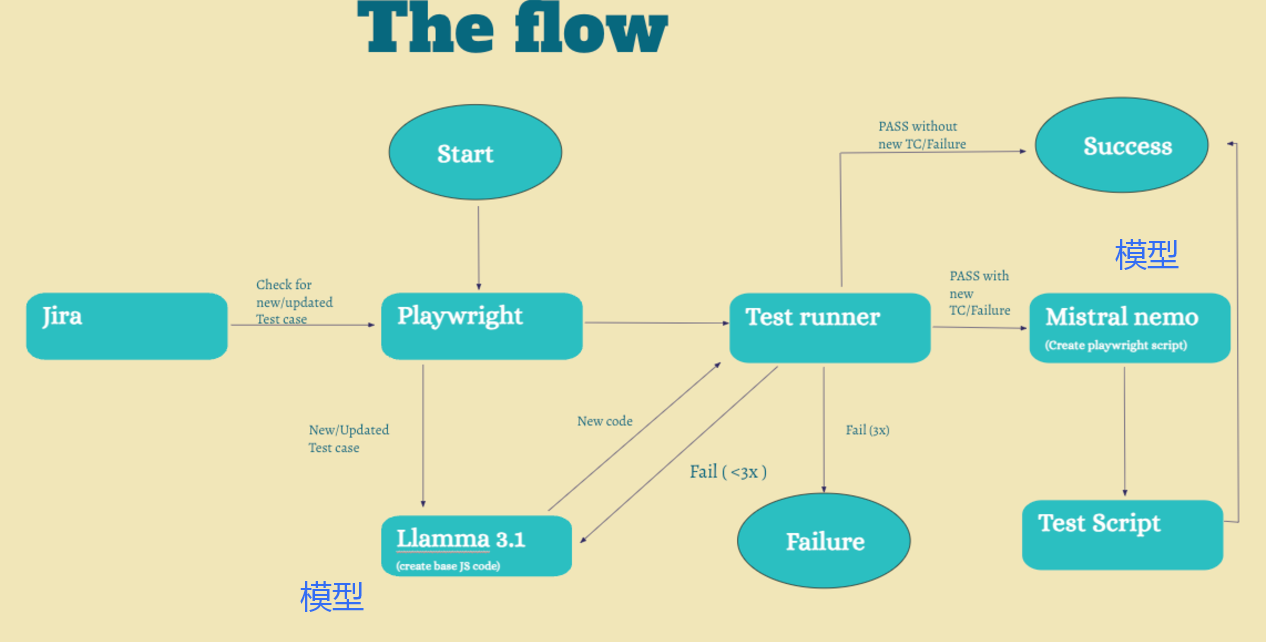 The flow
Start
PASS without
new TC/Failure
Success
模型
Jira
Check for
new/updated
Test case
Playwright
Test runner
PASS with
new
TC/Failure
Mistral nemo
(Create playwright script)
New/Updated
Test case
New code
Fail ( <3x )
Fail (3x)
Llamma 3.1
(create base JS code)
模型
Failure
Test Script